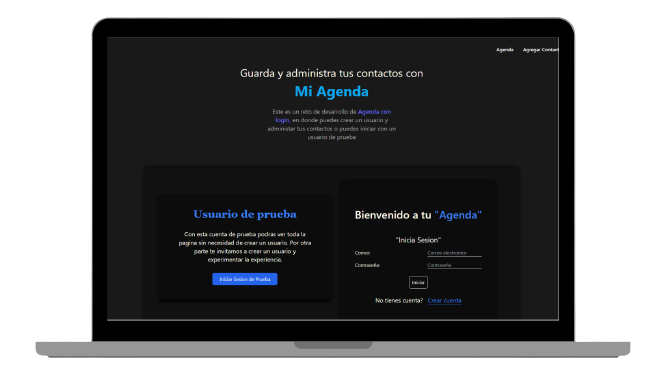 Agenda Agregar Contact
Guarda y administra tus contactos con
Mi Agenda
Este es un reto de desarrollo de Agenda con
login, en donde puedes crear un usuario y
administar tus contactos o puedes iniciar con un
usuario de prueba
Usuario de prueba
Con esta cuenta de prueba podras ver toda la
pagina sin necesidad de crear un usuario. Por otra
parte te invitamos a crear un usuario y
experimentar la experiencia.
Iniciar Sesion de Prueba
Bienvenido a tu "Agenda"
"Inicia Sesion"
Correo: Correo electronico
Contraseña: Contraseña
Iniciar
No tienes cuenta? Crear cuenta